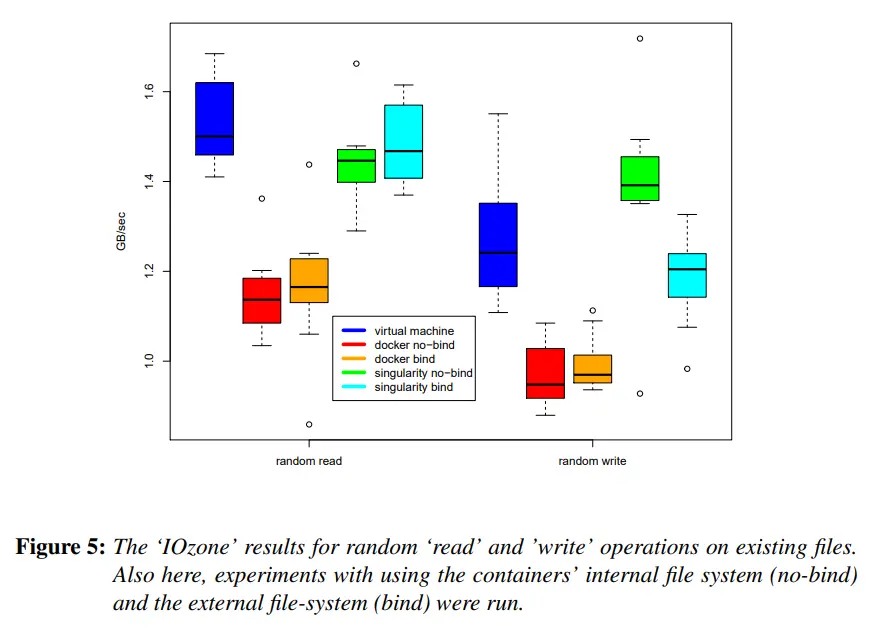 1.6
1.4
1.2
1.0
GB/sec
virtual machine
docker no−bind
docker bind
singularity no−bind
singularity bind
random read
random write
Figure 5: The ‘IOzone’ results for random ‘read’ and ’write’ operations on existing files.
Also here, experiments with using the containers’ internal file system (no-bind)
and the external file-system (bind) were run.